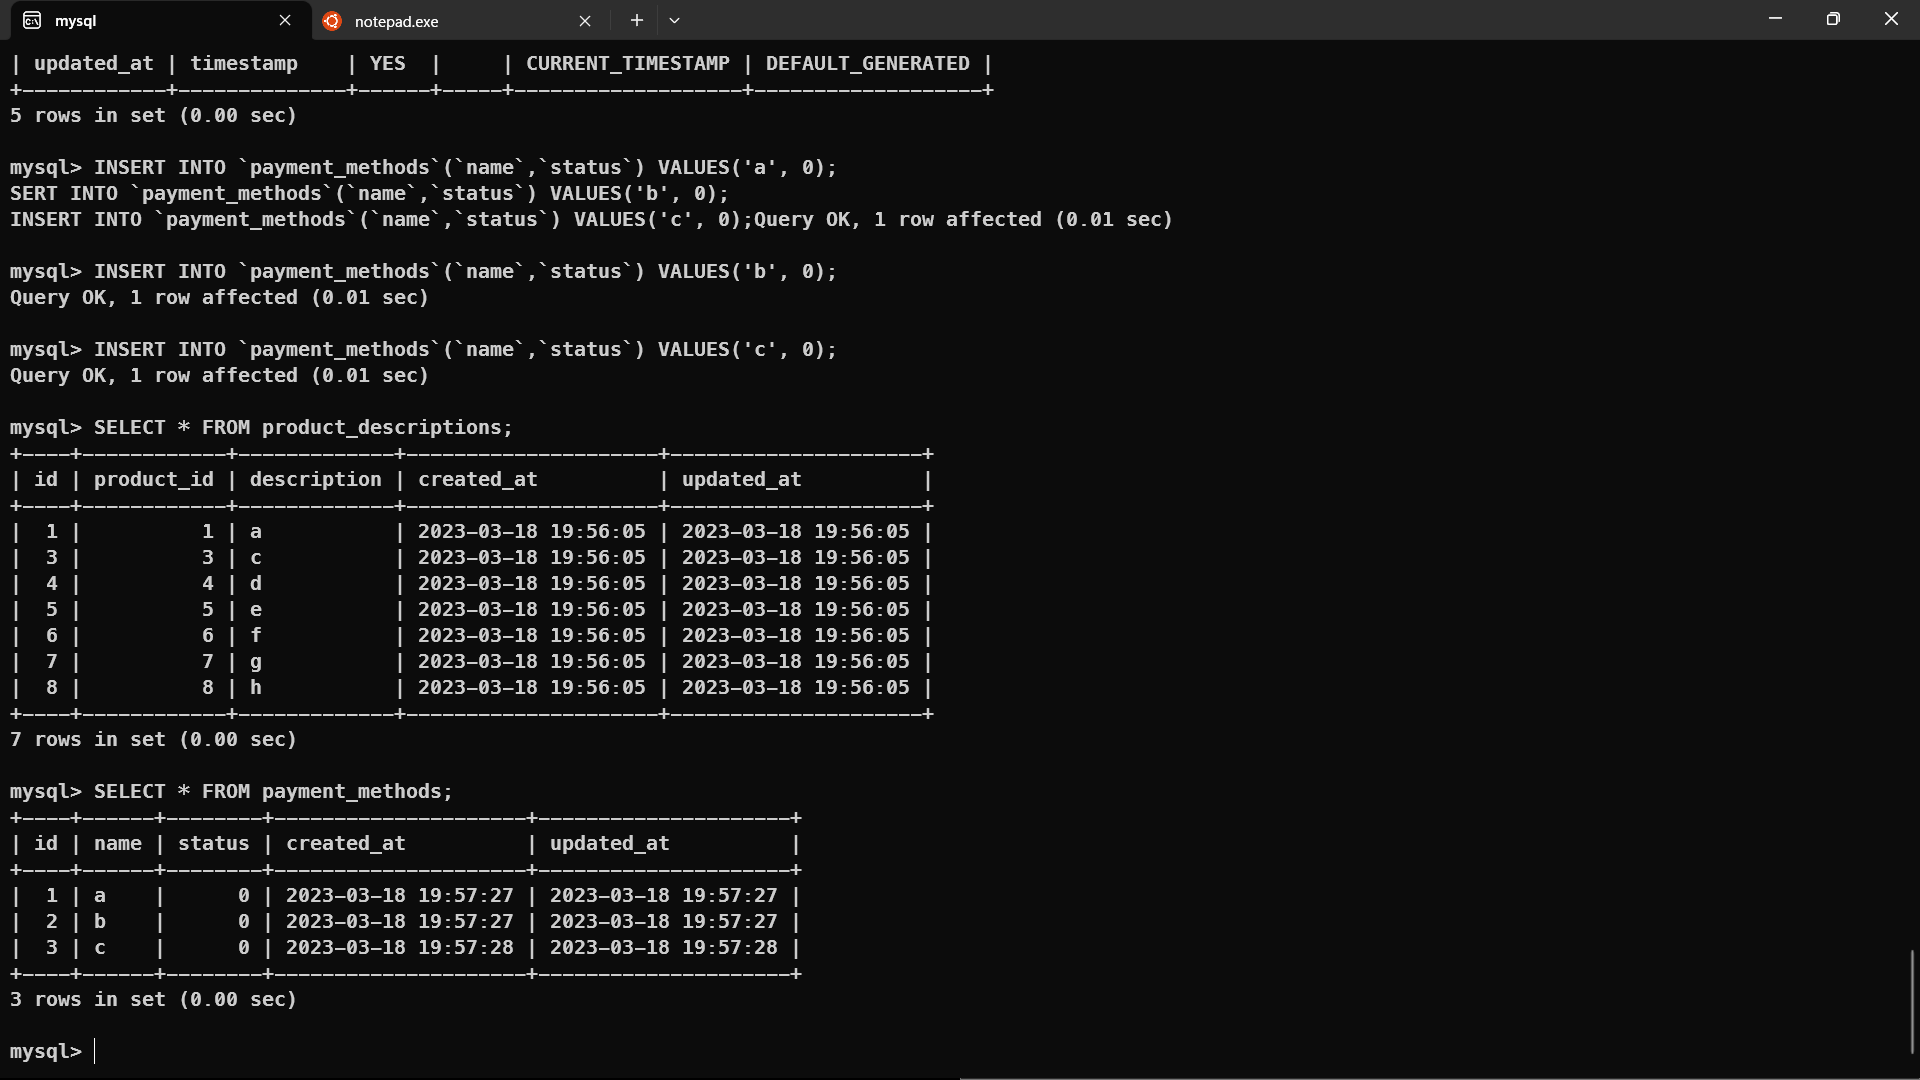 mysql
notepad.exe
| updated_at | timestamp    | YES  |     | CURRENT_TIMESTAMP | DEFAULT_GENERATED |
+------------+--------------+------+-----+-------------------+-------------------+
5 rows in set (0.00 sec)

mysql> INSERT INTO `payment_methods`(`name`,`status`) VALUES('a', 0);
SERT INTO `payment_methods`(`name`,`status`) VALUES('b', 0);
INSERT INTO `payment_methods`(`name`,`status`) VALUES('c', 0);Query OK, 1 row affected (0.01 sec)

mysql> INSERT INTO `payment_methods`(`name`,`status`) VALUES('b', 0);
Query OK, 1 row affected (0.01 sec)

mysql> INSERT INTO `payment_methods`(`name`,`status`) VALUES('c', 0);
Query OK, 1 row affected (0.01 sec)

mysql> SELECT * FROM product_descriptions;
+----+------------+-------------+---------------------+---------------------+
| id | product_id | description | created_at          | updated_at          |
+----+------------+-------------+---------------------+---------------------+
|  1 |          1 | a           | 2023-03-18 19:56:05 | 2023-03-18 19:56:05 |
|  3 |          3 | c           | 2023-03-18 19:56:05 | 2023-03-18 19:56:05 |
|  4 |          4 | d           | 2023-03-18 19:56:05 | 2023-03-18 19:56:05 |
|  5 |          5 | e           | 2023-03-18 19:56:05 | 2023-03-18 19:56:05 |
|  6 |          6 | f           | 2023-03-18 19:56:05 | 2023-03-18 19:56:05 |
|  7 |          7 | g           | 2023-03-18 19:56:05 | 2023-03-18 19:56:05 |
|  8 |          8 | h           | 2023-03-18 19:56:05 | 2023-03-18 19:56:05 |
+----+------------+-------------+---------------------+---------------------+
7 rows in set (0.00 sec)

mysql> SELECT * FROM payment_methods;
+----+------+--------+---------------------+---------------------+
| id | name | status | created_at          | updated_at          |
+----+------+--------+---------------------+---------------------+
|  1 | a    |      0 | 2023-03-18 19:57:27 | 2023-03-18 19:57:27 |
|  2 | b    |      0 | 2023-03-18 19:57:27 | 2023-03-18 19:57:27 |
|  3 | c    |      0 | 2023-03-18 19:57:28 | 2023-03-18 19:57:28 |
+----+------+--------+---------------------+---------------------+
3 rows in set (0.00 sec)

mysql>